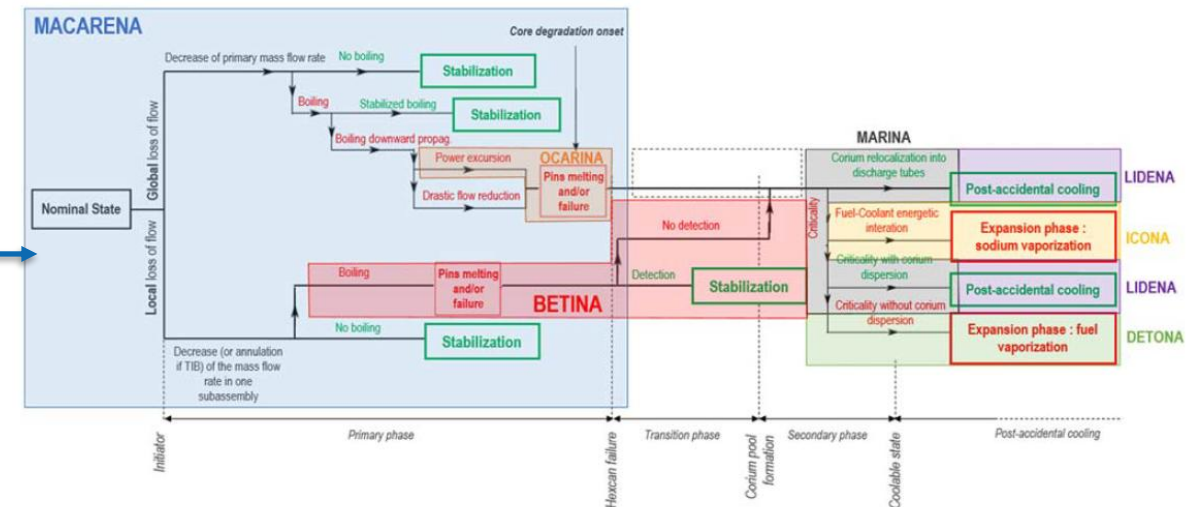 MACARENA
Core degradation onset
Decrease of primary mass flow rate
No boiling
Stabilization
Boiling
Stabilized boiling
Stabilization
Boiling downward propag.
Global loss of flow
Power excursion
OCARINA
Pins melting
and/or
failure
Drastic flow reduction
MARINA
Corium relocalization into
discharge tubes
Post-accidental cooling
LIDENA
Nominal State
Criticality
Fuel-Coolant energetic
interation
Expansion phase :
sodium vaporization
ICONA
No detection
Local loss of flow
Boiling
Pins melting
and/or
failure
Detection
Stabilization
BETINA
Criticality with corium
dispersion
Post-accidental cooling
LIDENA
No boiling
Stabilization
Criticality without corium
dispersion
Expansion phase : fuel
vaporization
DETONA
Decrease (or annulation
if TIB) of the mass flow
rate in one
subassembly
Initiator
Primary phase
Hexcan failure
Transition phase
Corium pool
formation
Secondary phase
Coolable state
Post-accidental cooling